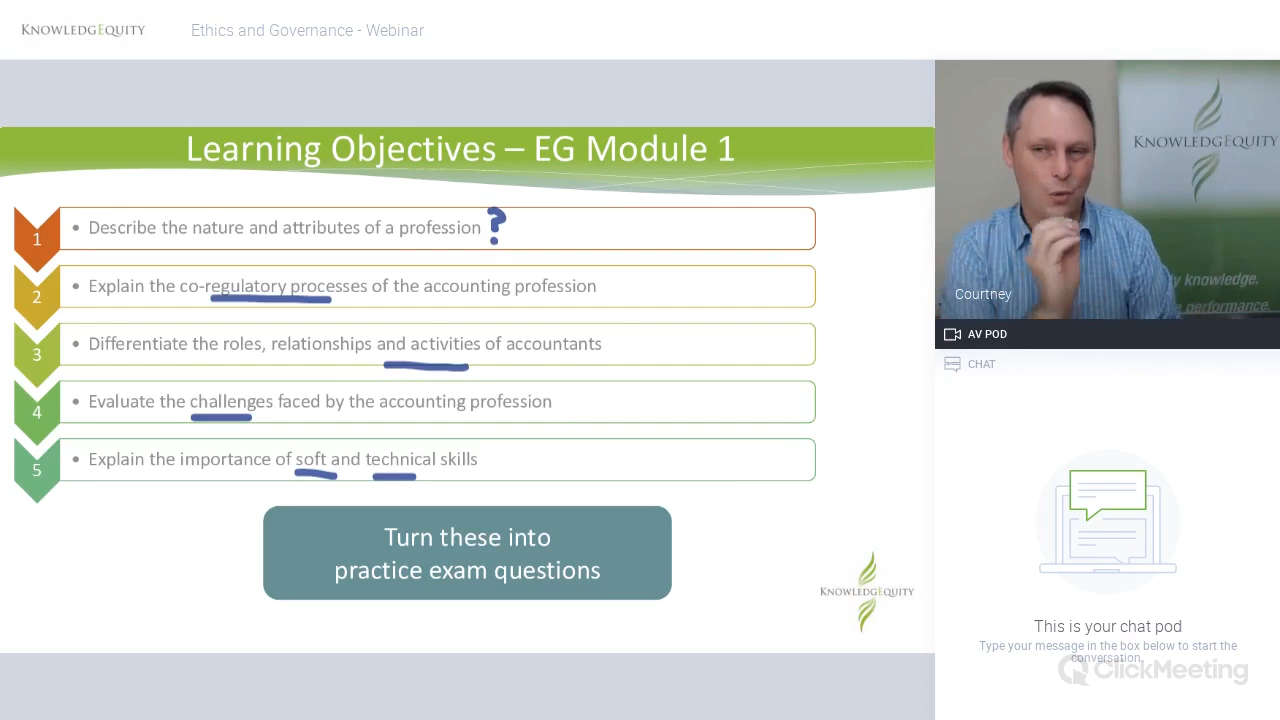 KNOWLEDGEQUITY
Ethics and Governance - Webinar
Learning Objectives – EG Module 1
1
• Describe the nature and attributes of a profession ?
2
• Explain the co-regulatory processes of the accounting profession
3
• Differentiate the roles, relationships and activities of accountants
4
• Evaluate the challenges faced by the accounting profession
5
• Explain the importance of soft and technical skills
Turn these into
practice exam questions
KNOWLEDGEQUITY
KNOWLEDGEQUITY
knowledge.
performance.
Courtney
AV POD
CHAT
This is your chat pod
Type your message in the box below to start the
conversation.
ClickMeeting